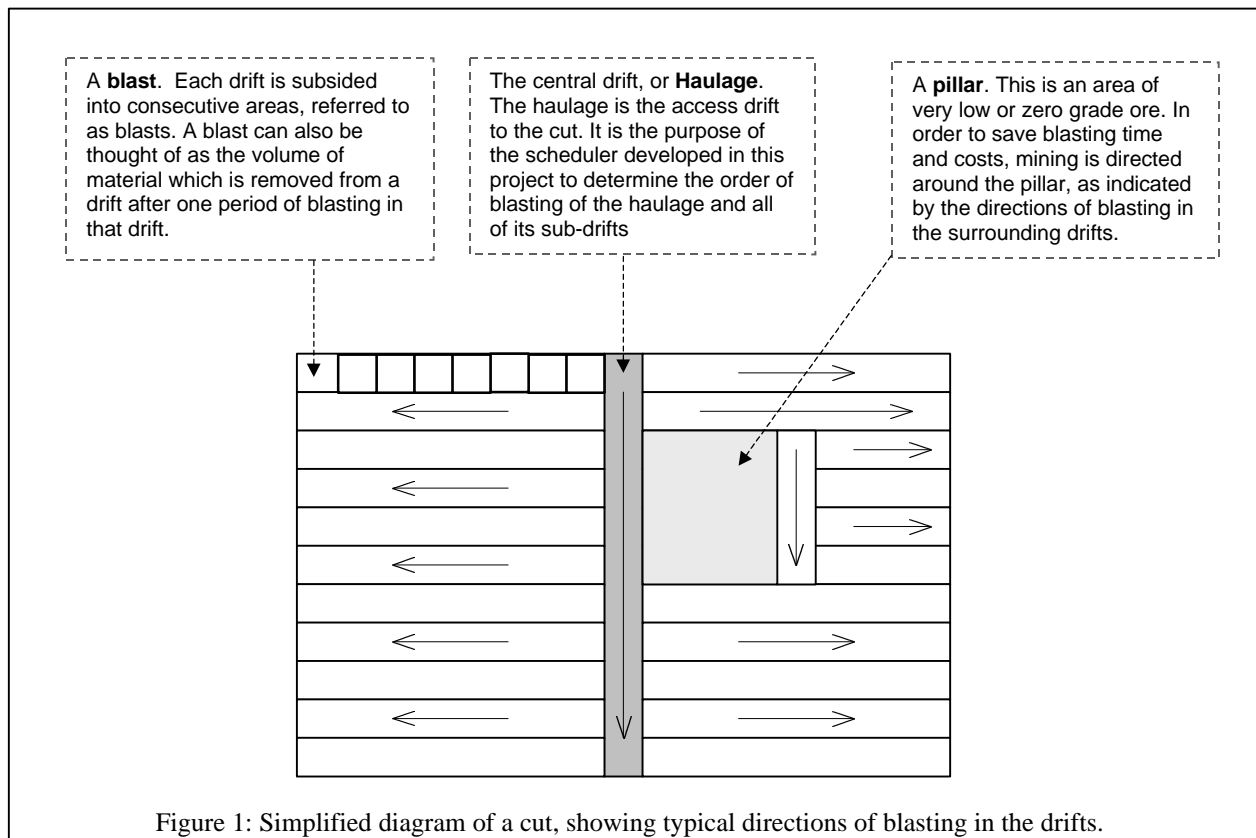 A blast. Each drift is subsided
into consecutive areas, referred to
as blasts. A blast can also be
thought of as the volume of
material which is removed from a
drift after one period of blasting in
that drift.
The central drift, or Haulage.
The haulage is the access drift
to the cut. It is the purpose of
the scheduler developed in this
project to determine the order of
blasting of the haulage and all
of its sub-drifts
A pillar. This is an area of
very low or zero grade ore. In
order to save blasting time
and costs, mining is directed
around the pillar, as indicated
by the directions of blasting in
the surrounding drifts.
Figure 1: Simplified diagram of a cut, showing typical directions of blasting in the drifts.